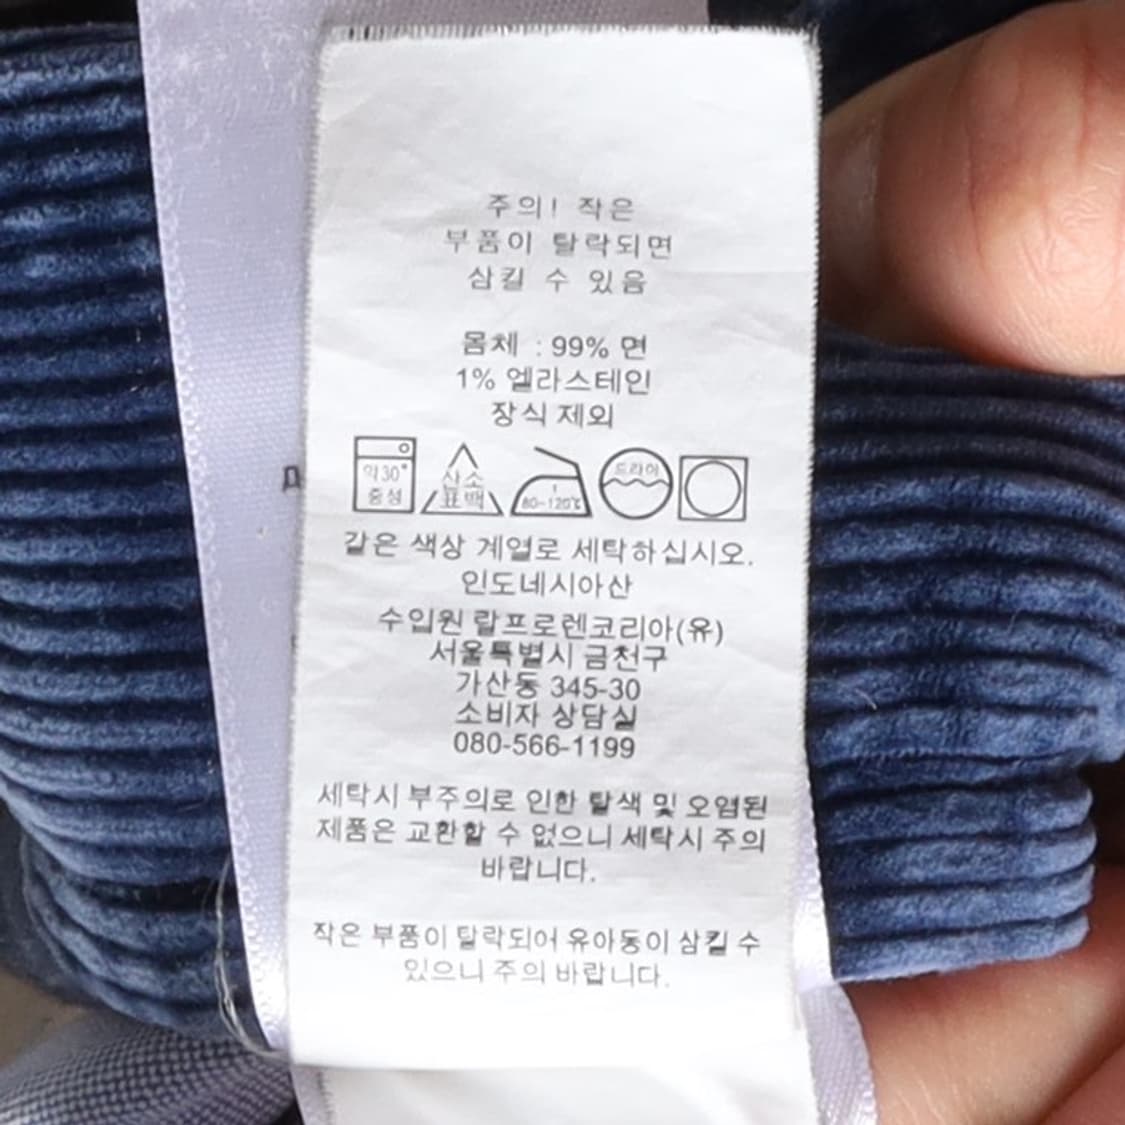 주의! 작은
부품이 탈락되면
삼킬 수 있음
몸체 : 99% 면
1% 엘라스테인
장식 제외
약30°
중성
산소
표백
80-120℃
드라이
같은 색상 계열로 세탁하십시오.
인도네시아산
수입원 랄프로렌코리아(유)
서울특별시 금천구
가산동 345-30
소비자 상담실
080-566-1199
세탁시 부주의로 인한 탈색 및 오염된
제품은 교환할 수 없으니 세탁시 주의
바랍니다.
작은 부품이 탈락되어 유아동이 삼킬 수
있으니 주의 바랍니다.